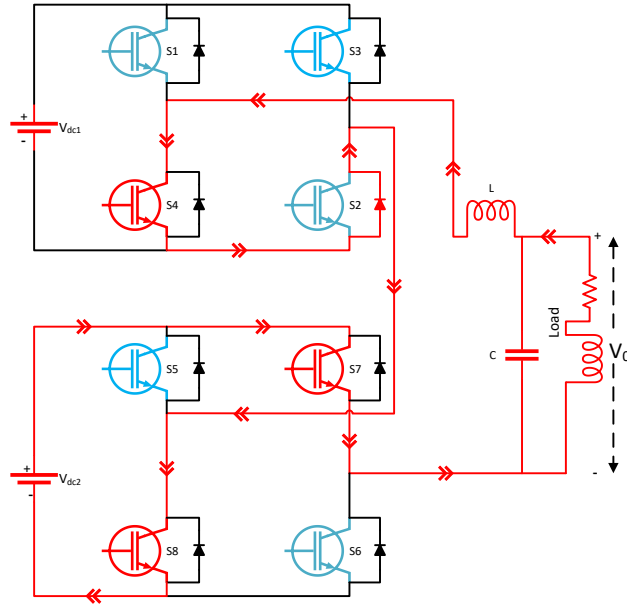 S1
S3
+
Vdc1
-
S4
S2
L
+
Load
V0
C
S5
S7
+
Vdc2
-
-
S8
S6